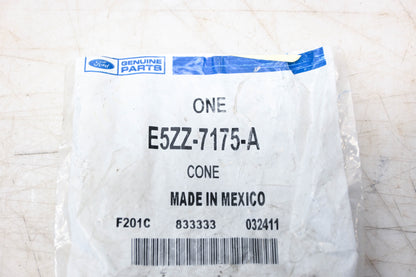 Ford
GENUINE
PARTS
ONE
E5ZZ-7175-A
CONE
MADE IN MEXICO
F201C 833333 032411